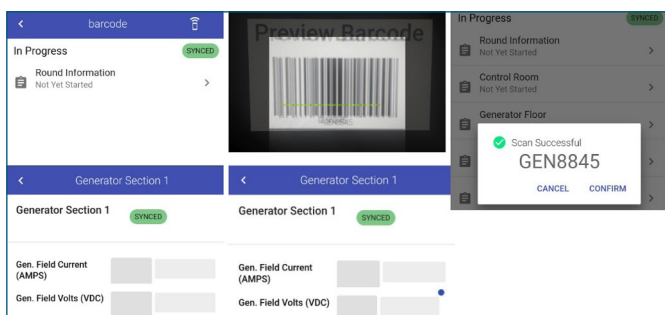 barcode
In Progress
SYNCED
Round Information
Not Yet Started
Preview Barcode
In Progress
SYNCED
Round Information
Not Yet Started
Control Room
Not Yet Started
Generator Floor
Scan Successful
GEN8845
CANCEL CONFIRM
Generator Section 1
Generator Section 1
SYNCED
Gen. Field Current
(AMPS)
Gen. Field Volts (VDC)
Generator Section 1
Generator Section 1
SYNCED
Gen. Field Current
(AMPS)
Gen. Field Volts (VDC)